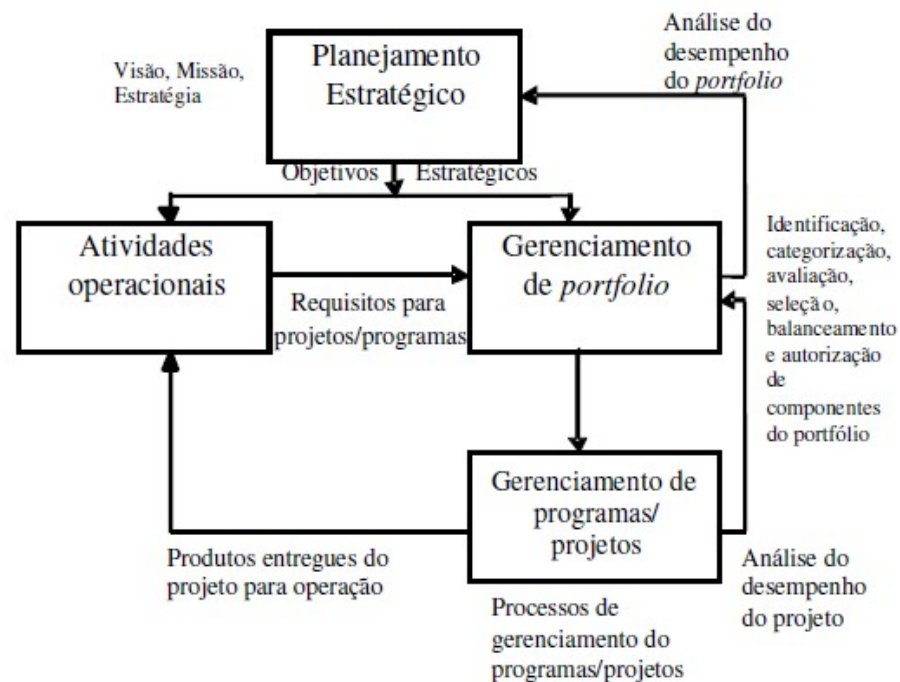 Planejamento
Estratégico
Visão, Missão,
Estratégia
Análise do
desempenho
do portfolio
Objetivos Estratégicos
Atividades
operacionais
Requisitos para
projetos/programas
Gerenciamento
de portfolio
Identificação,
categorização,
avaliação,
seleção,
balanceamento
e autorização
de
componentes
do portfólio
Gerenciamento de
programas/
projetos
Produtos entregues do
projeto para operação
Análise do
desempenho
do projeto
Processos de
gerenciamento do
programas/projetos